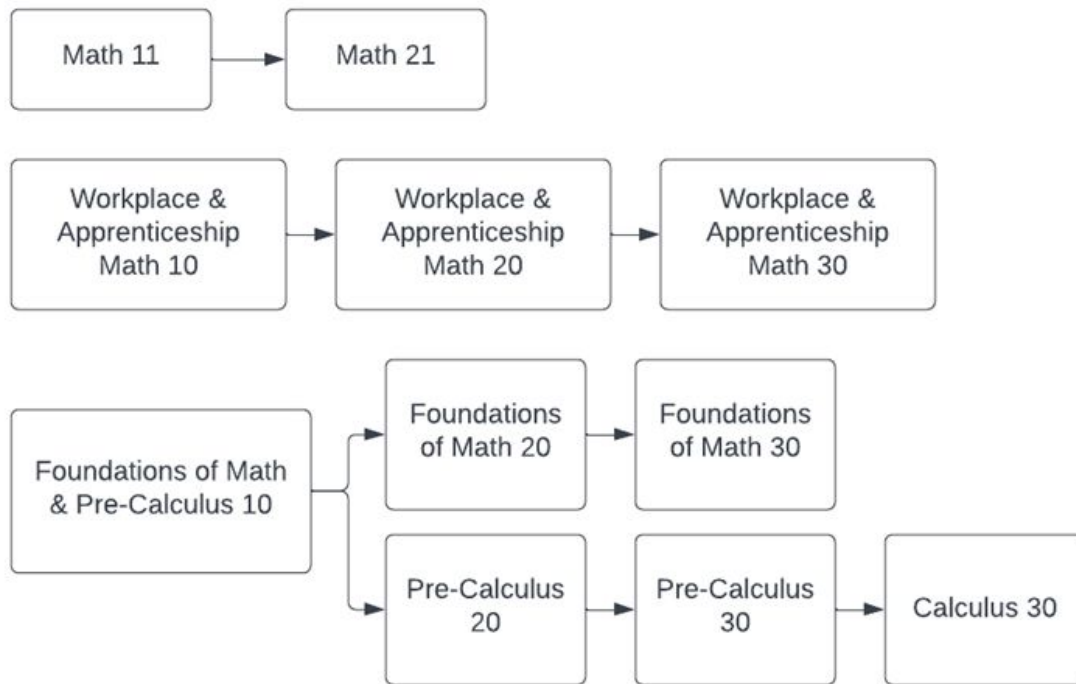 Math 11
Math 21
Workplace &
Apprenticeship
Math 10
Workplace &
Apprenticeship
Math 20
Workplace &
Apprenticeship
Math 30
Foundations of Math
& Pre-Calculus 10
Foundations
of Math 20
Foundations
of Math 30
Pre-Calculus
20
Pre-Calculus
30
Calculus 30